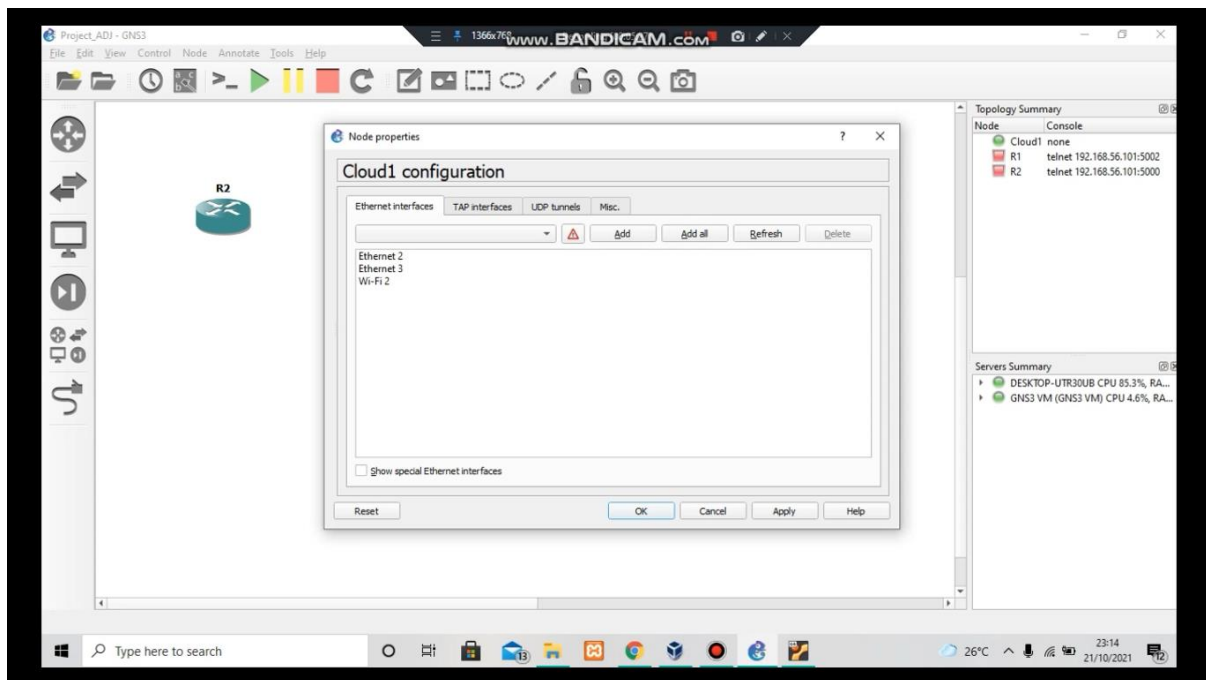 Project_ADJ - GNS3
1366x768
www.BANDICAM.com
File Edit View Control Node Annotate Tools Help
Topology Summary
Node Console
Cloud1 none
R1 telnet 192.168.56.101:5002
R2 telnet 192.168.56.101:5000
R2
Node properties
? ×
Cloud1 configuration
Ethernet interfaces TAP interfaces UDP tunnels Misc.
Add Add all Refresh Delete
Ethernet 2
Ethernet 3
Wi-Fi 2
Show special Ethernet interfaces
Reset OK Cancel Apply Help
Servers Summary
DESKTOP-UTR30UB CPU 85.3%, RA...
GNS3 VM (GNS3 VM) CPU 4.6%, RA...
Type here to search
13
26°C
23:14
21/10/2021
12